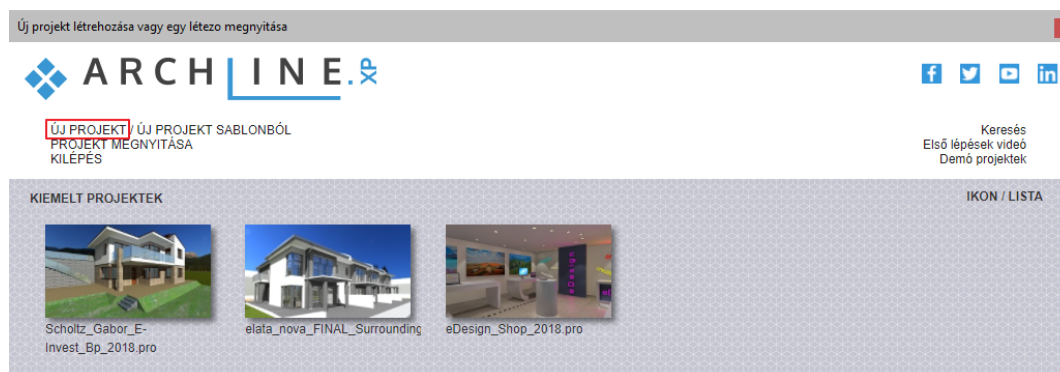 Új projekt létrehozása vagy egy létezo megnyitása
ARCHLINE.XP
ÚJ PROJEKT / ÚJ PROJEKT SABLONBÓL
PROJEKT MEGNYITÁSA
KILÉPÉS
Keresés
Első lépések videó
Demó projektek
KIEMELT PROJEKTEK
IKON / LISTA
eDesign
Scholtz_Gabor_E-
Invest_Bp_2018.pro
elata_nova_FINAL_Surrounding
eDesign_Shop_2018.pro